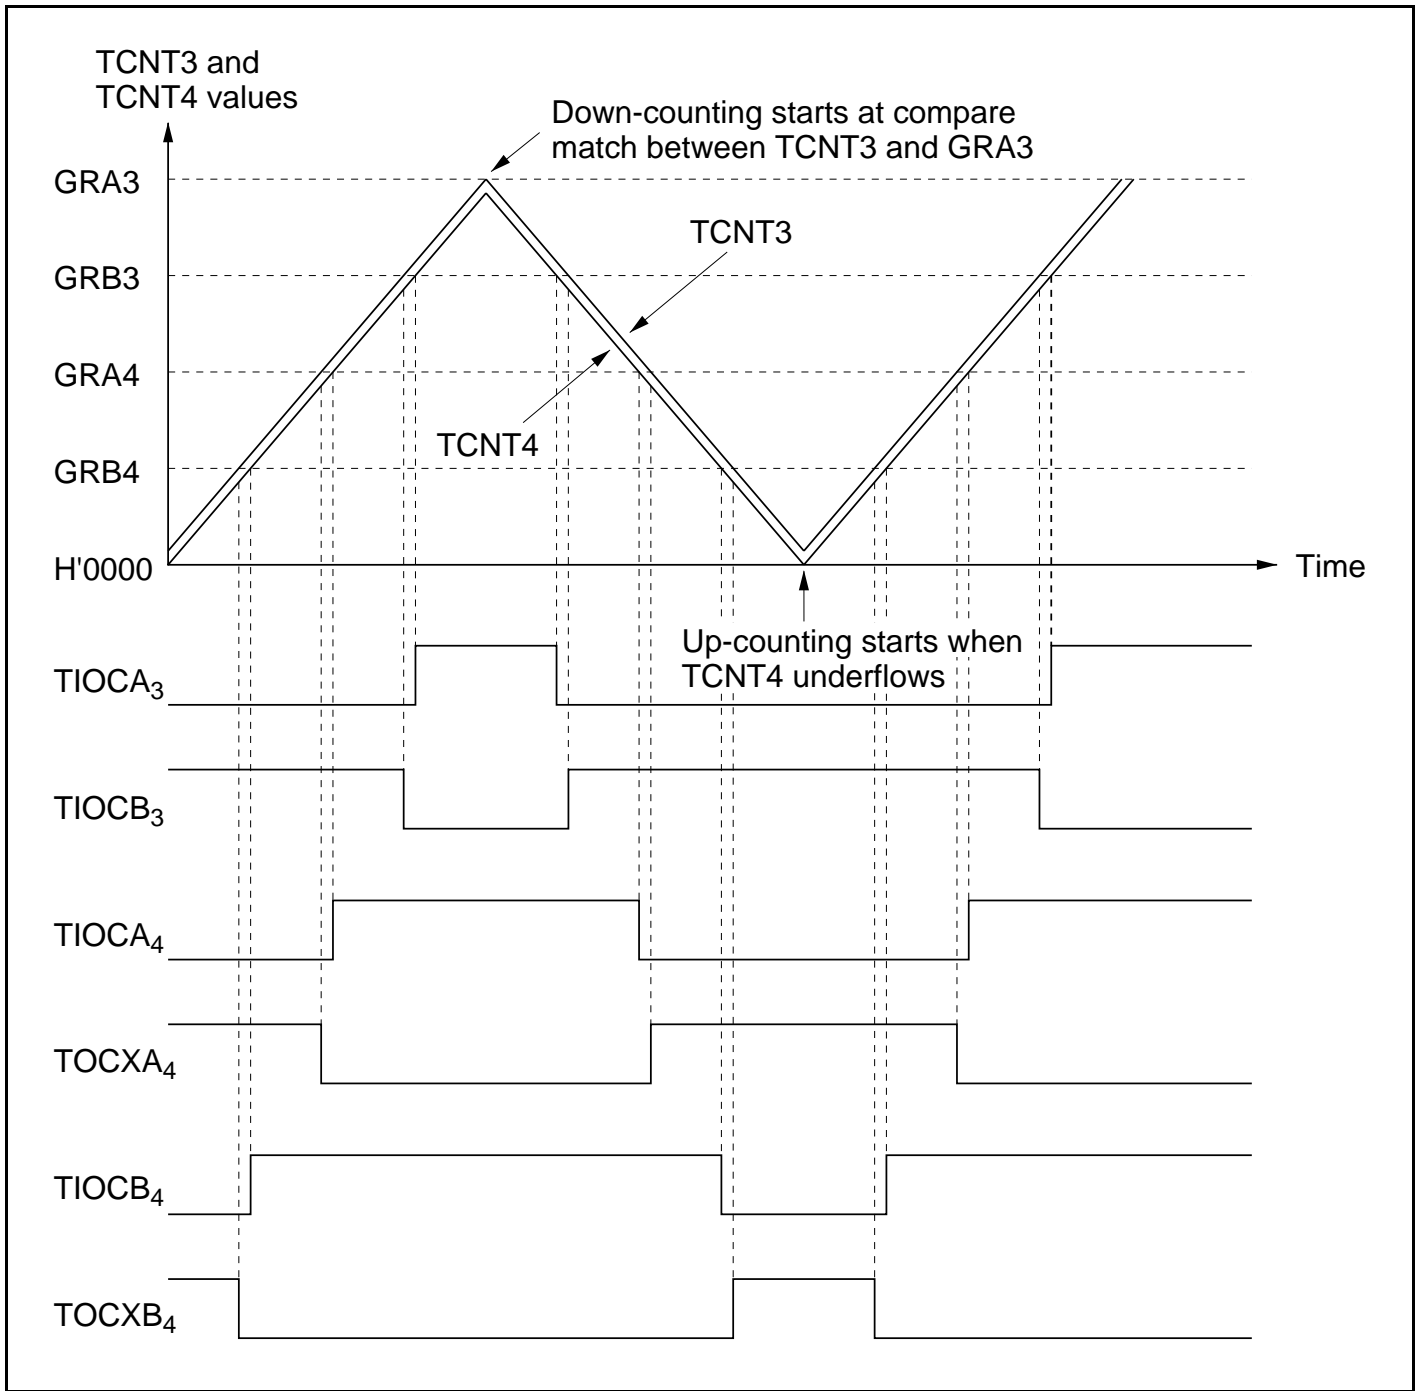 TCNT3 and
TCNT4 values
Down-counting starts at compare
match between TCNT3 and GRA3
GRA3
TCNT3
GRB3
GRA4
TCNT4
GRB4
H'0000
Time
Up-counting starts when
TCNT4 underflows
TIOCA3
TIOCB3
TIOCA4
TOCXA4
TIOCB4
TOCXB4